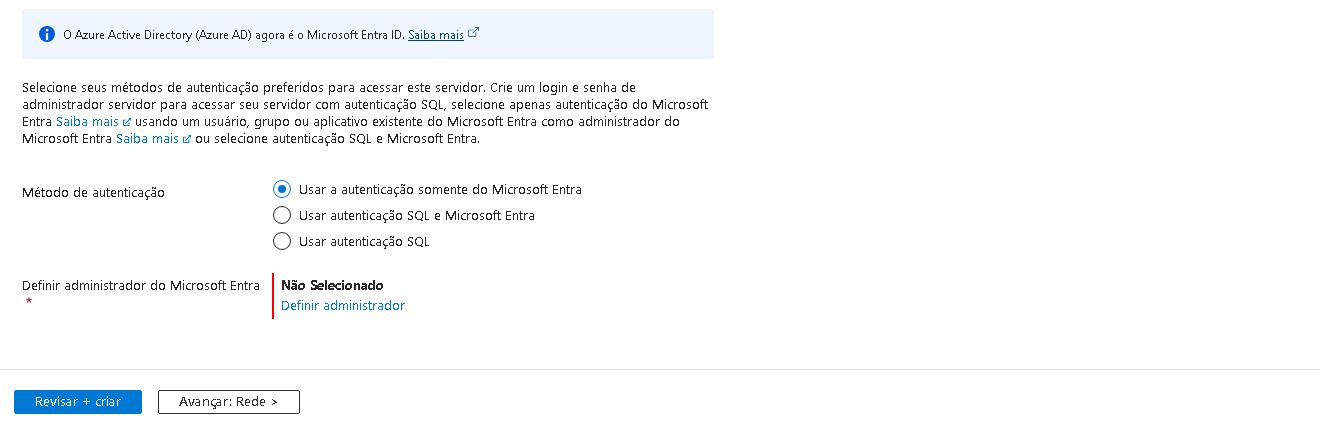 O Azure Active Directory (Azure AD) agora é o Microsoft Entra ID. Saiba mais
Selecione seus métodos de autenticação preferidos para acessar este servidor. Crie um login e senha de
administrador servidor para acessar seu servidor com autenticação SQL, selecione apenas autenticação do Microsoft
Entra Saiba mais usando um usuário, grupo ou aplicativo existente do Microsoft Entra como administrador do
Microsoft Entra Saiba mais ou selecione autenticação SQL e Microsoft Entra.
Método de autenticação
Usar a autenticação somente do Microsoft Entra
Usar autenticação SQL e Microsoft Entra
Usar autenticação SQL
Definir administrador do Microsoft Entra
*
Não Selecionado
Definir administrador
Revisar + criar
Avançar: Rede >